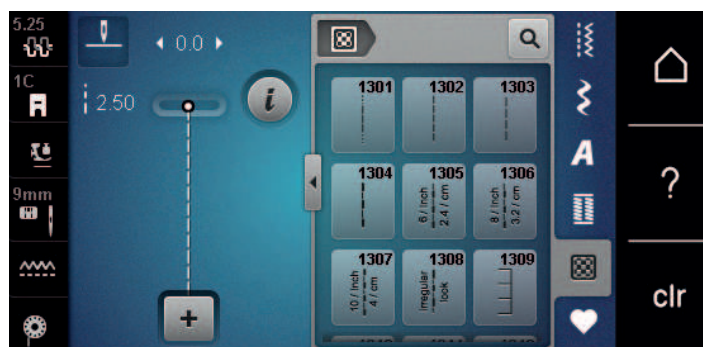 5.25
1C
9mm
0.0
2.50
i
+
1301
1302
1303
1304
1305
6 / Inch
2.4 / cm
1306
8 / Inch
3.2 / cm
1307
10 / Inch
4 / cm
1308
irregular
look
1309
A
?
clr